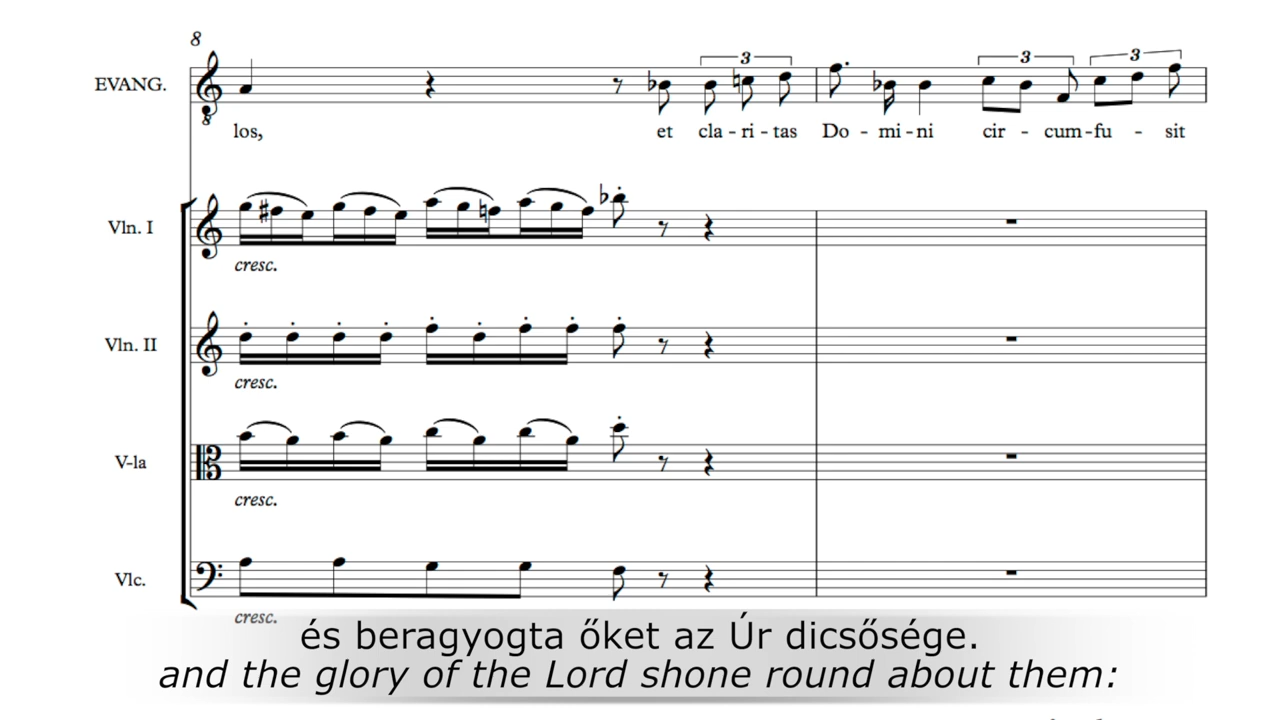 8
EVANG.
3
3
3
8
los, et cla - ri - tas Do - mi - ni cir - cum - fu - sit
Vln. I
cresc.
Vln. II
cresc.
V-la
cresc.
Vlc.
cresc.
és beragyogta őket az Úr dicsősége.
and the glory of the Lord shone round about them: